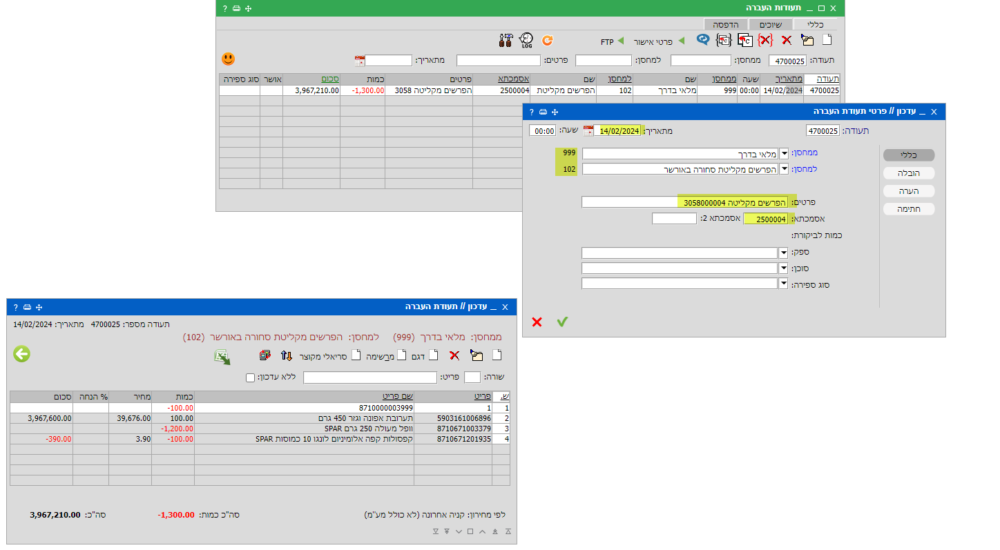 תעודות העברה
כללי שיוכים הדפסה
פרטי אישור FTP LOG
תעודה: 4700025 ממחסן: למחסן: פרטים: מתאריך:
תעודה מתאריך שעה ממחסן שם למחסן שם אסמכתא פרטים כמות סכום אושר סוג ספירה
4700025 14/02/2024 00:00 999 מלאי בדרך 102 הפרשים מקליטת 2500004 הפרשים מקליטה 3058 -1,300.00 3,967,210.00
עדכון // פרטי תעודת העברה
תעודה: 4700025 מתאריך: 14/02/2024 שעה: 00:00
כללי
הובלה
הערה
חתימה
ממחסן: מלאי בדרך 999
למחסן: הפרשים מקליטת סחורה באורשר 102
פרטים: הפרשים מקליטה 3058000004
אסמכתא: 2500004 אסמכתא 2:
כמות לביקורת:
ספק:
סוכן:
סוג ספירה:
עדכון // תעודת העברה
תעודה מספר: 4700025 מתאריך: 14/02/2024
ממחסן: מלאי בדרך (999) למחסן: הפרשים מקליטת סחורה באורשר (102)
דגם מרשימה סריאלי מקוצר
שורה: פריט: ללא עדכון:
ש. פריט שם פריט כמות מחיר % הנחה סכום
1 1 8710000003999 -100.00
2 5903161006896 תערובת אפונה וגזר 450 גרם 100.00 39,676.00 3,967,600.00
3 8710671003379 וופל מעולה 250 גרם SPAR -1,200.00
4 8710671201935 קפסולות קפה אלומיניום לונגו 10 כמוסות SPAR -100.00 3.90 -390.00
לפי מחירון: קניה אחרונה (לא כולל מע"מ) סה"כ כמות: -1,300.00 סה"כ: 3,967,210.00